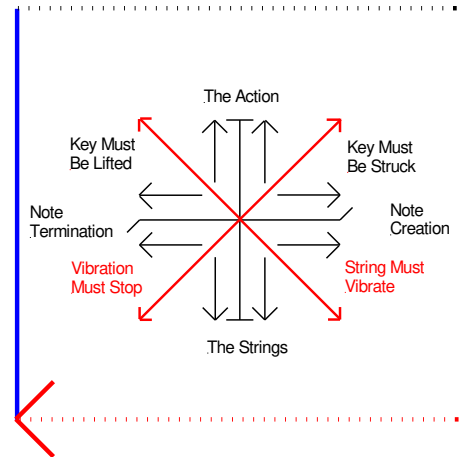 The Action
Key Must
Be Lifted
Key Must
Be Struck
Note
Termination
Note
Creation
Vibration
Must Stop
String Must
Vibrate
The Strings